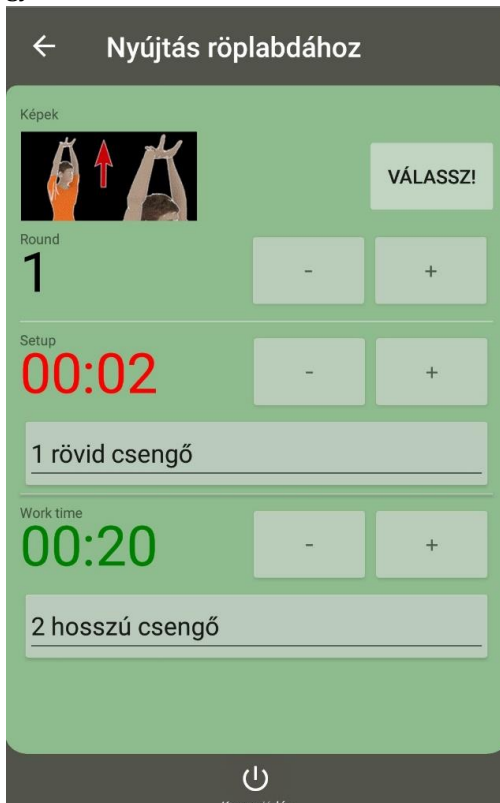 Nyújtás röplabdához
Képek
VÁLASSZ!
Round
1
-
+
Setup
00:02
-
+
1 rövid csengő
Work time
00:20
-
+
2 hosszú csengő